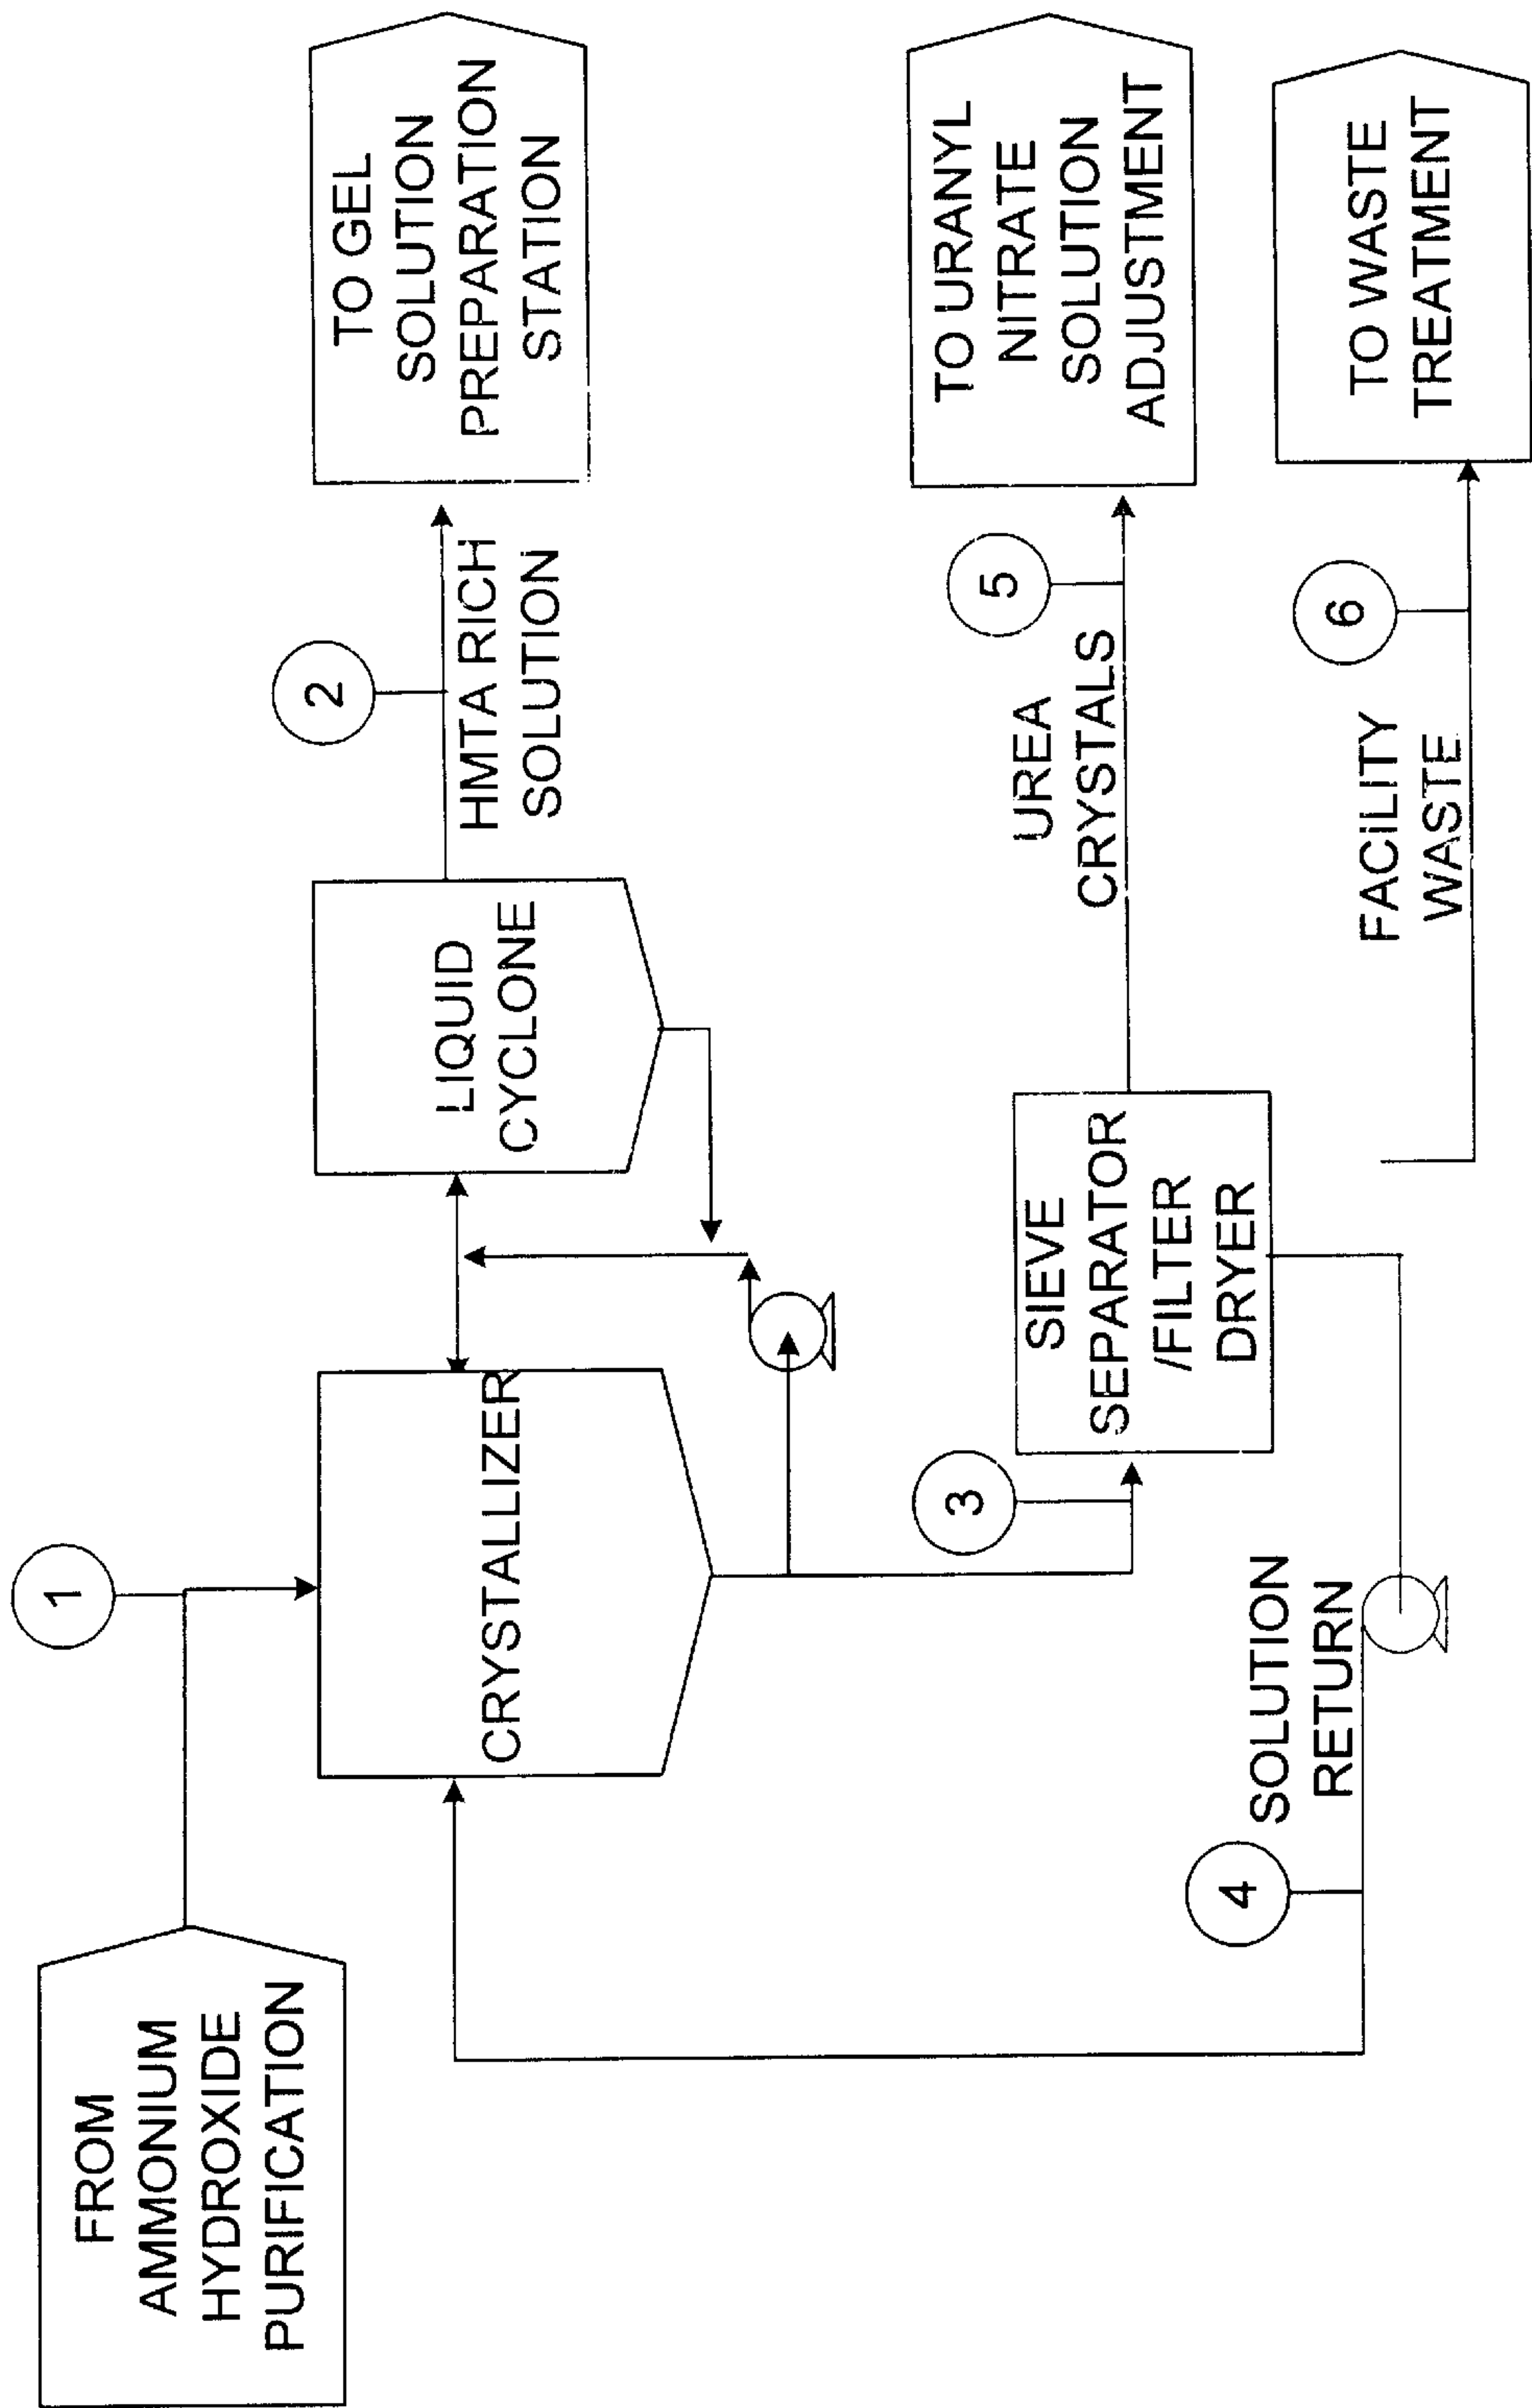 FROM
AMMONIUM
HYDROXIDE
PURIFICATION
1
CRYSTALLIZER
LIQUID
CYCLONE
2
HMTA RICH
SOLUTION
TO GEL
SOLUTION
PREPARATION
STATION
3
SIEVE
SEPARATOR
/FILTER
DRYER
4
SOLUTION
RETURN
UREA
CRYSTALS
5
TO URANYL
NITRATE
SOLUTION
ADJUSTMENT
FACILITY
WASTE
6
TO WASTE
TREATMENT